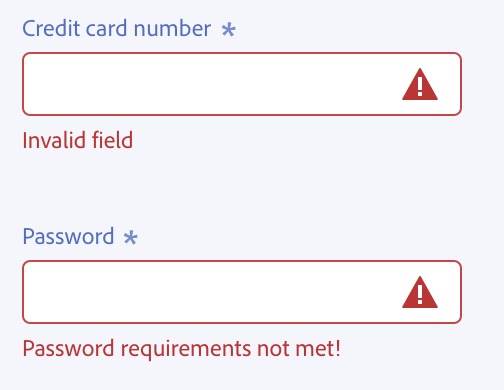 Credit card number *
Invalid field
Password *
Password requirements not met!